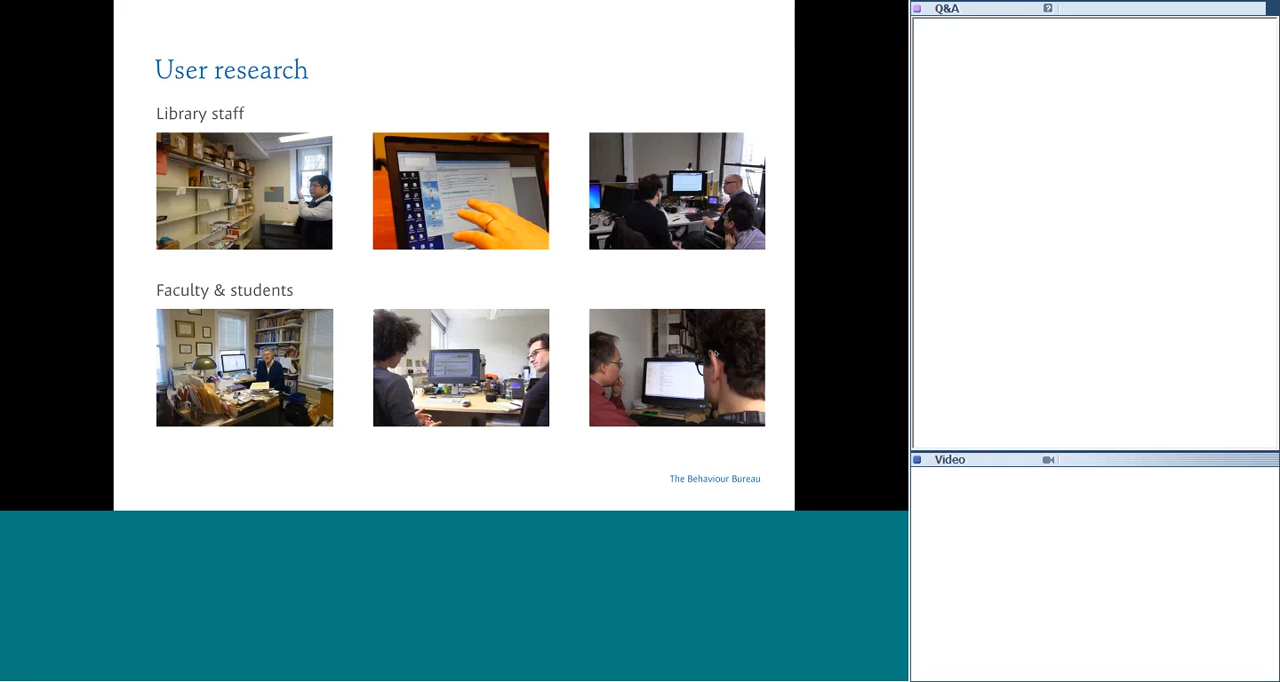 Q&A
User research
Library staff
Faculty & students
The Behaviour Bureau
Video